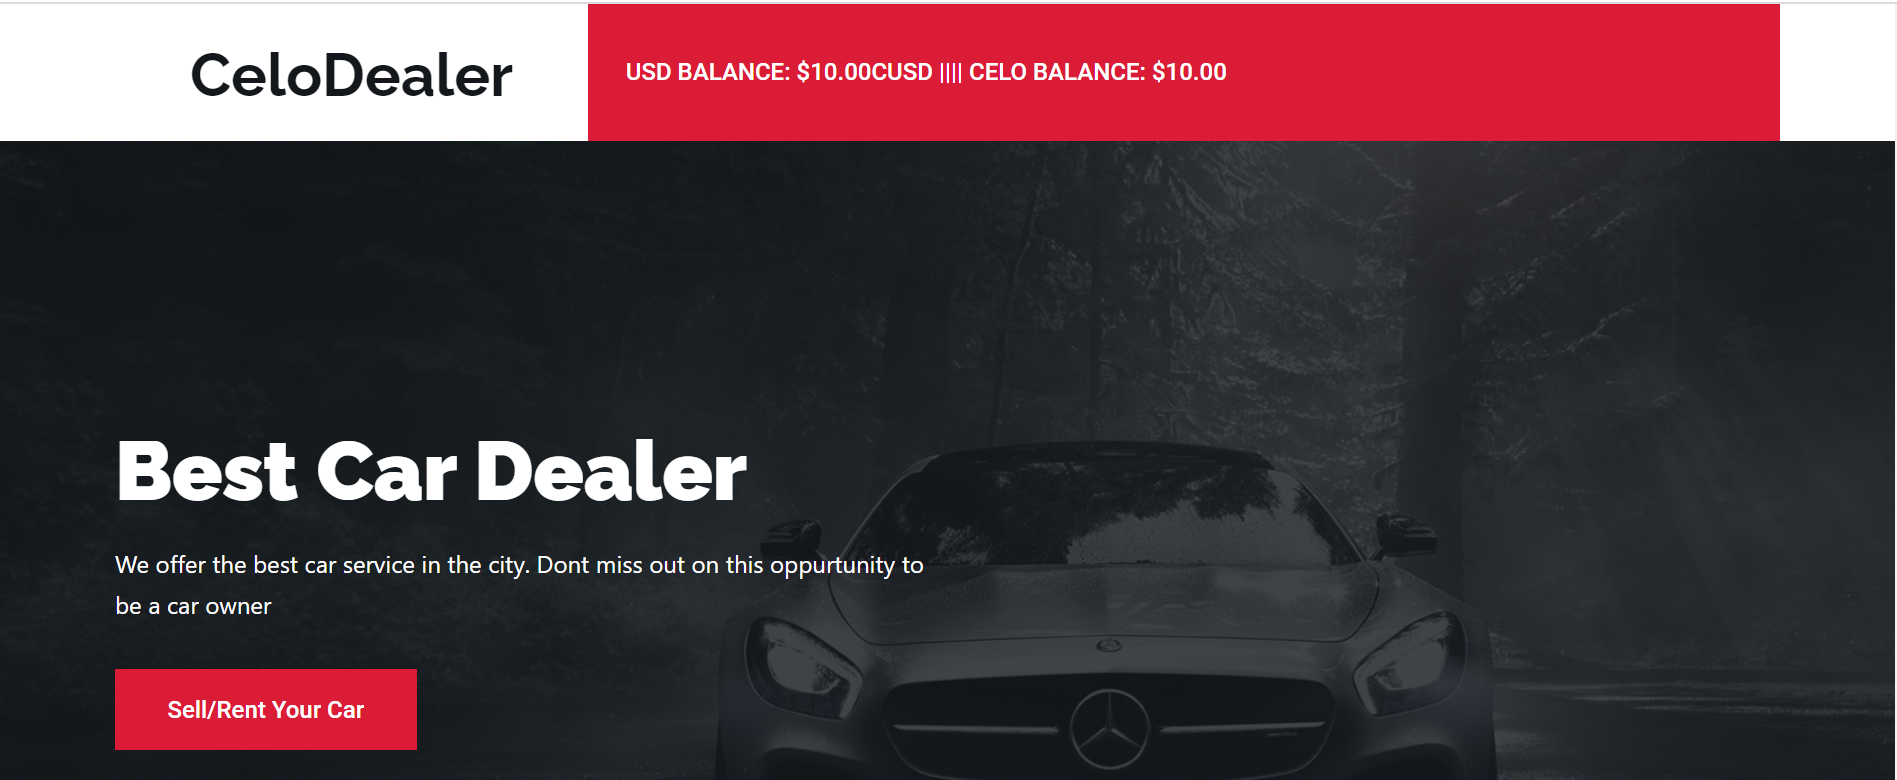 CeloDealer
USD BALANCE: $10.00CUSD |||| CELO BALANCE: $10.00
Best Car Dealer
We offer the best car service in the city. Dont miss out on this oppurtunity to
be a car owner
Sell/Rent Your Car